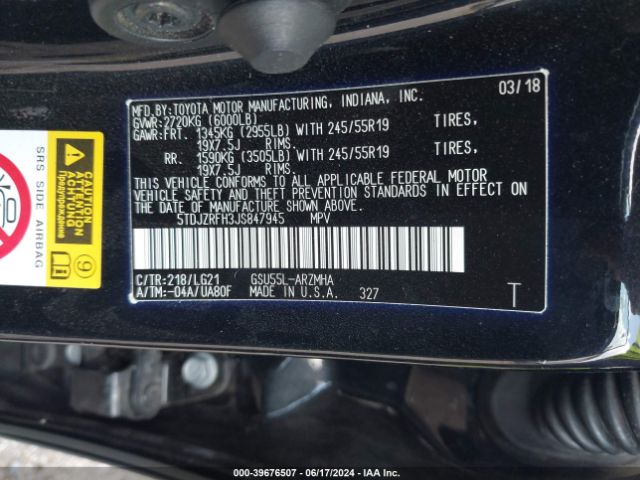 03/18
MFD.BY:TOYOTA MOTOR MANUFACTURING, INDIANA, INC.
GVWR:2720KG (6000LB)
GAWR:FRT. 1345KG (2955LB) WITH 245/55R19 TIRES,
19X7.5J RIMS.
RR. 1590KG (3505LB) WITH 245/55R19 TIRES,
19X7.5J RIMS.
THIS VEHICLE CONFORMS TO ALL APPLICABLE FEDERAL MOTOR
VEHICLE SAFETY AND THEFT PREVENTION STANDARDS IN EFFECT ON
THE DATE OF MANUFACTURE SHOWN ABOVE.
5TDJZRFH3JS847945 MPV
C/TR:218/LG21 GSU55L-ARZMHA
A/TM:-04A/UA80F MADE IN U.S.A. 327
T
SRS SIDE AIRBAG
CAUTION
ATTENTION
ACHTUNG
Предупреждение
9
000-39676507 - 06/17/2024 - IAA Inc.